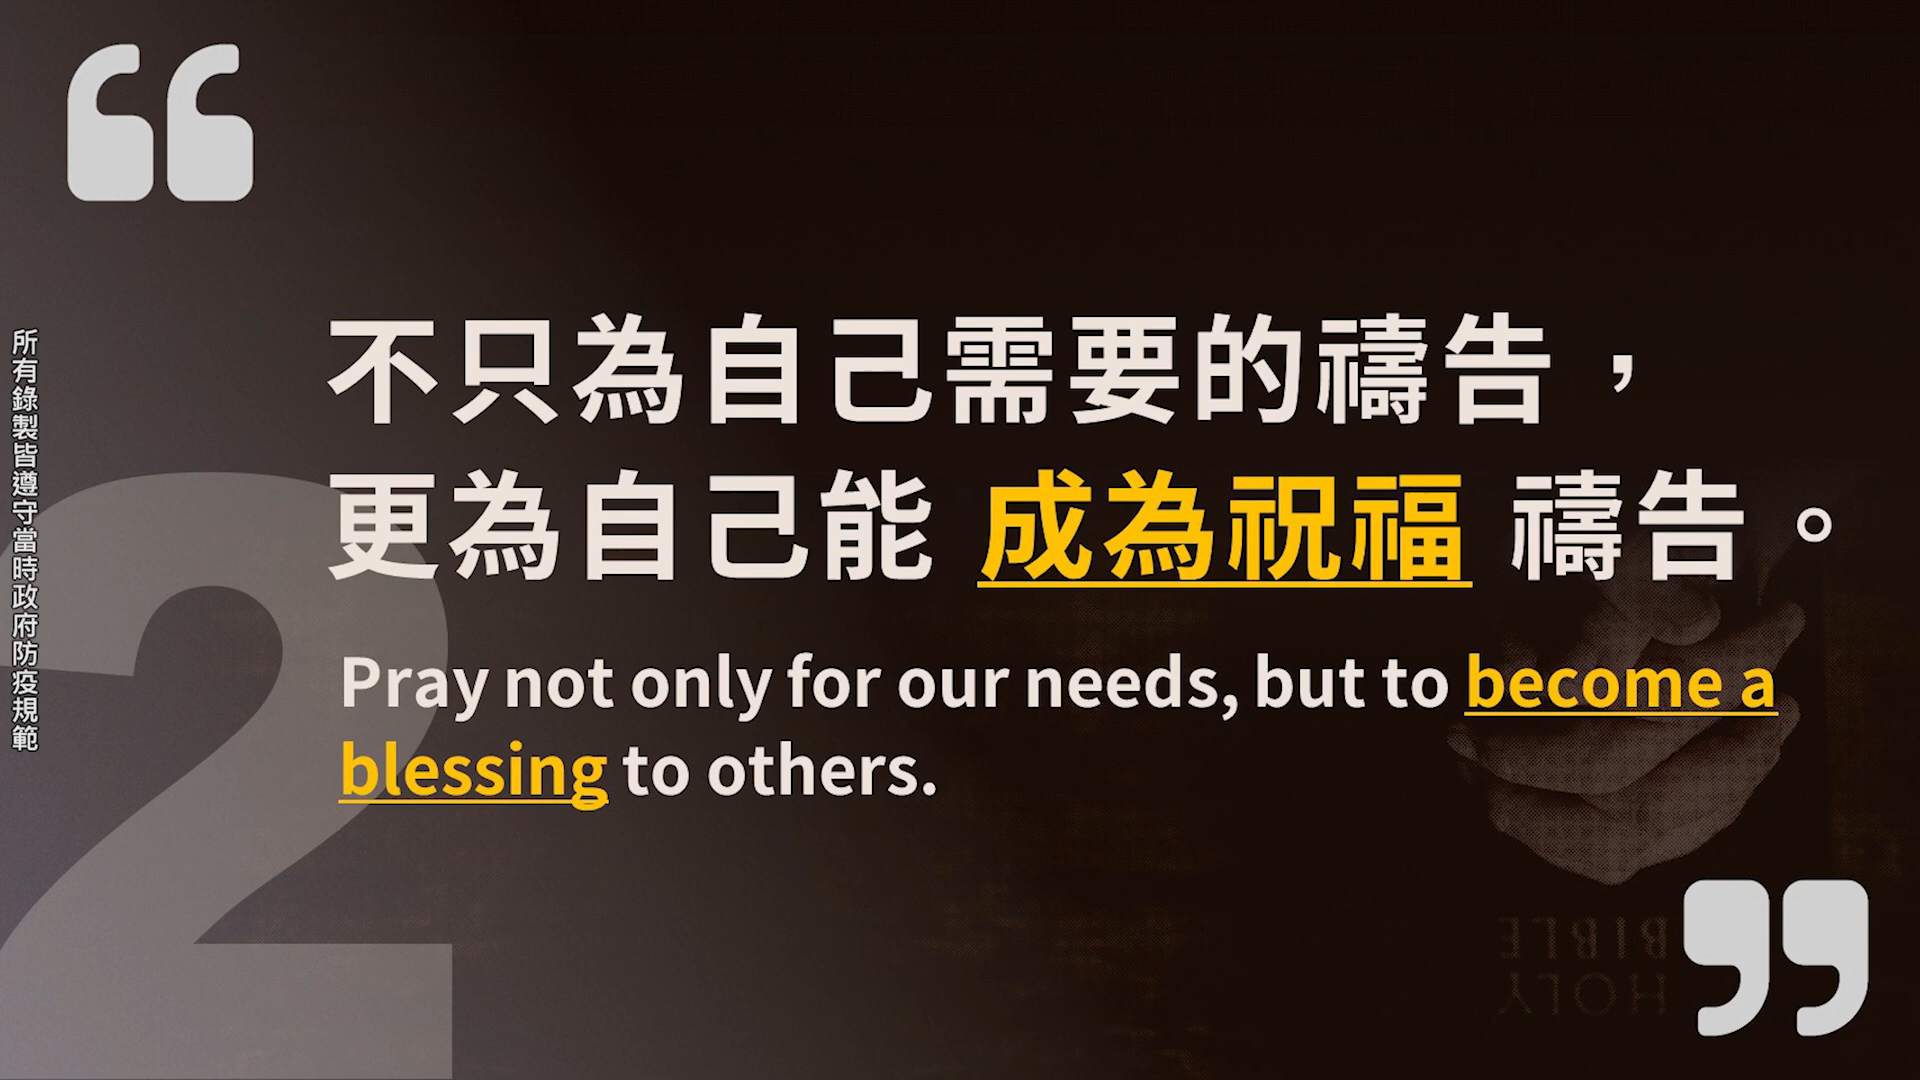 所有錄製皆遵守當時政府防疫規範
2
“
不只為自己需要的禱告，
更為自己能 成為祝福 禱告。
Pray not only for our needs, but to become a
blessing to others.
HOLY
BIBLE
”